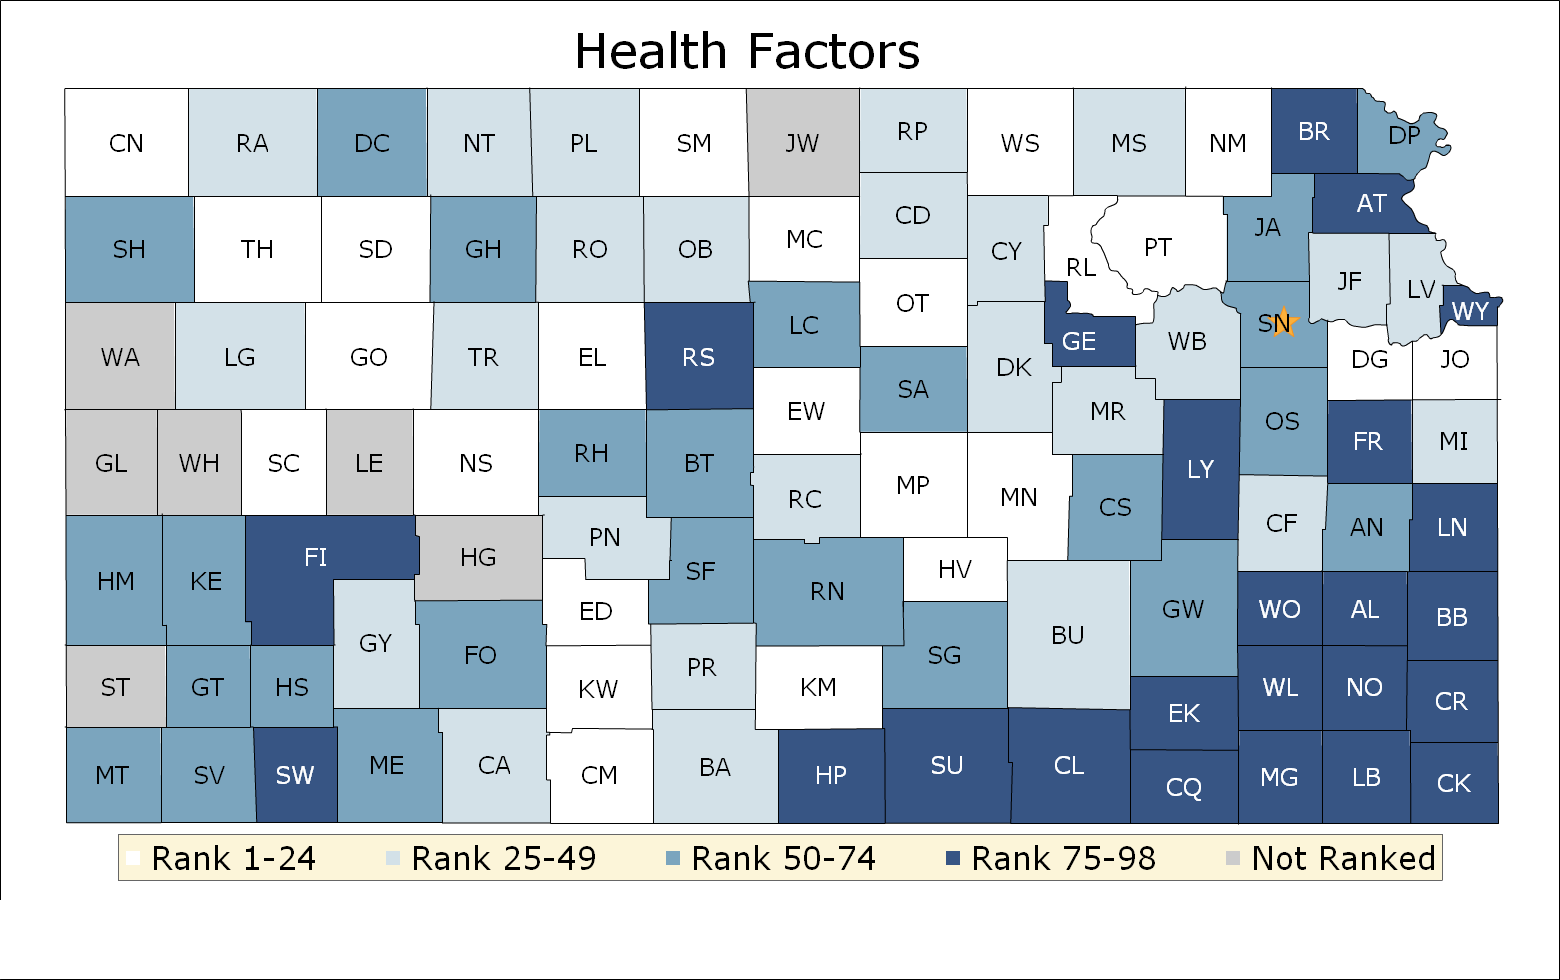 Health Factors
CN RA DC NT PL SM JW RP WS MS NM BR DP
SH TH SD GH RO OB MC CD CY RL PT JA AT
WA LG GO TR EL RS LC OT DK GE WB SN JF LV WY
EW SA MR OS DG JO
GL WH SC LE NS RH BT RC MP MN CS LY FR MI
HM KE FI HG PN SF RN HV CF AN LN
GY FO ED BU GW WO AL BB
ST GT HS KW PR KM SG EK WL NO CR
MT SV SW ME CA CM BA HP SU CL CQ MG LB CK
Rank 1-24 Rank 25-49 Rank 50-74 Rank 75-98 Not Ranked